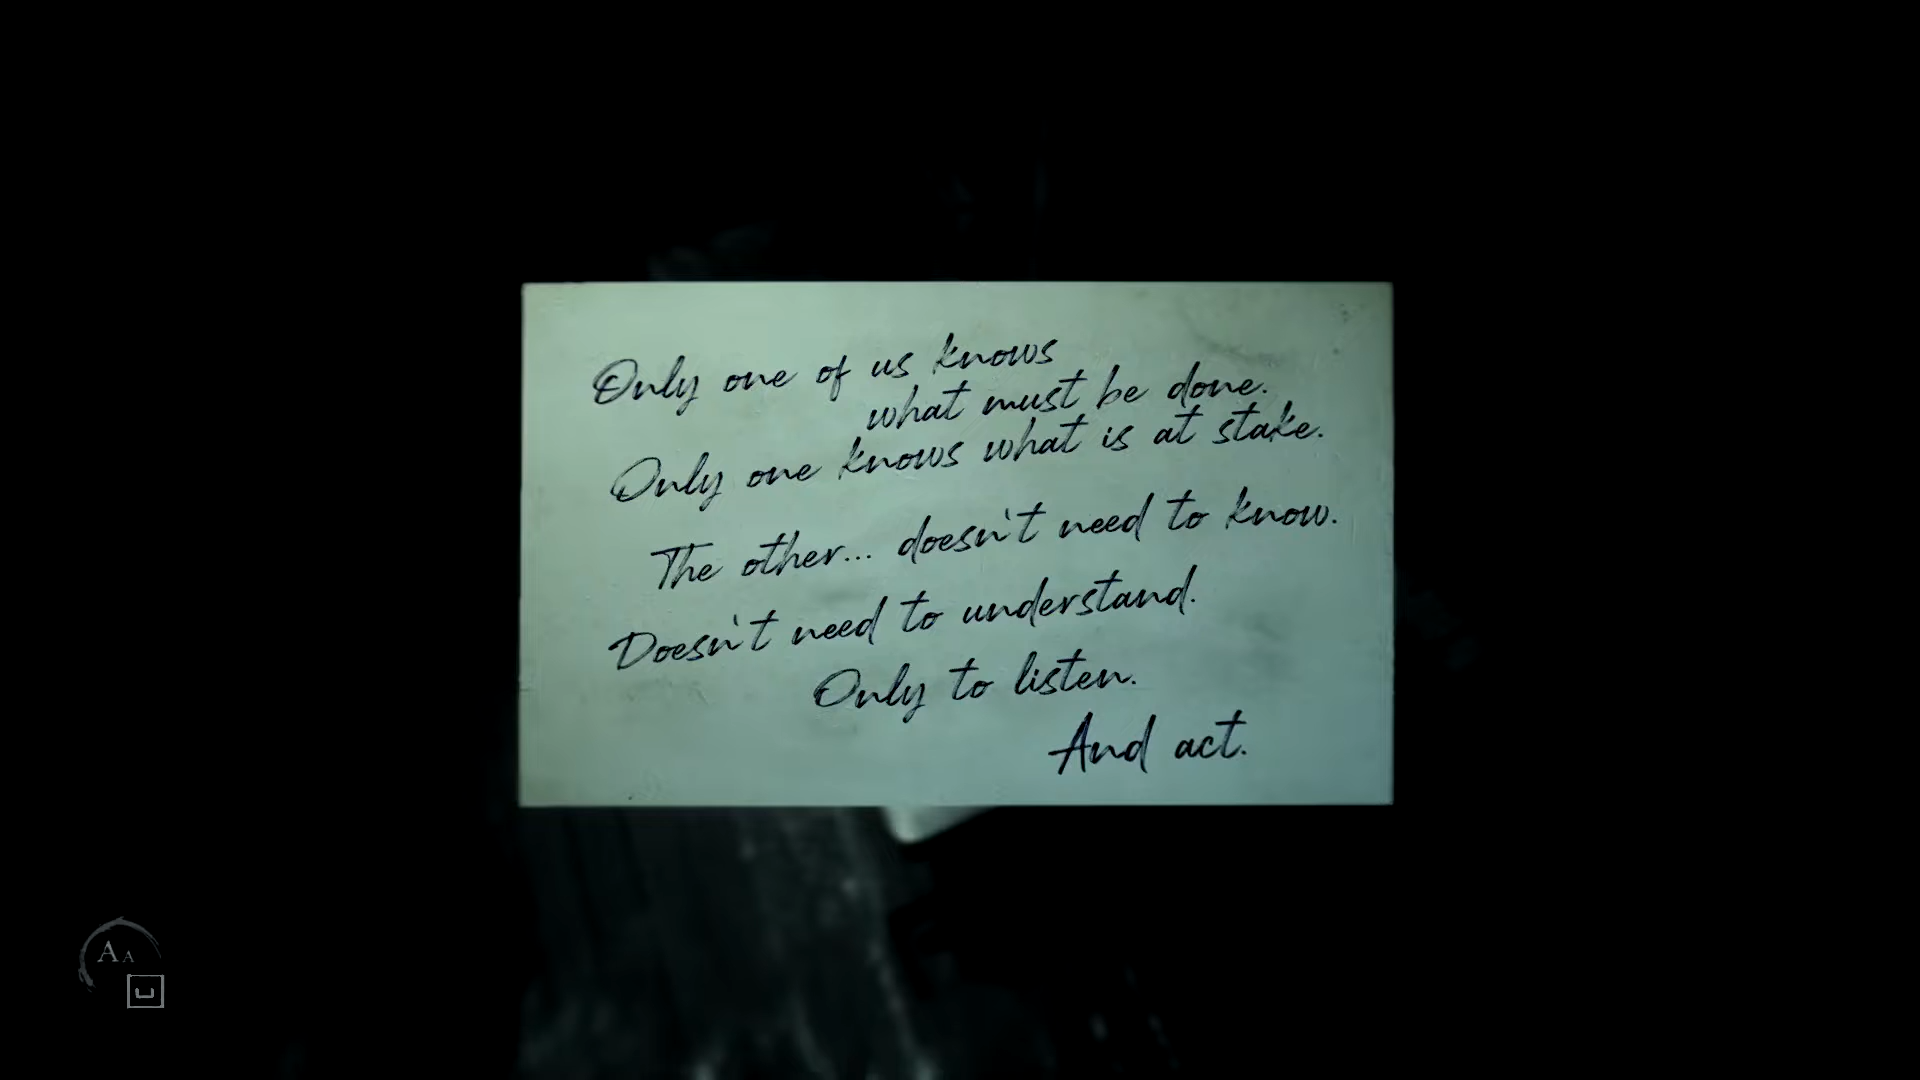 Only one of us knows
what must be done.
Only one knows what is at stake.
The other... doesn't need to know.
Doesn't need to understand.
Only to listen.
And act.
A A